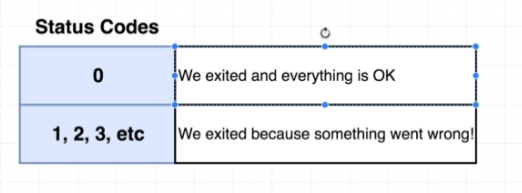 Status Codes
0
We exited and everything is OK
1, 2, 3, etc
We exited because something went wrong!